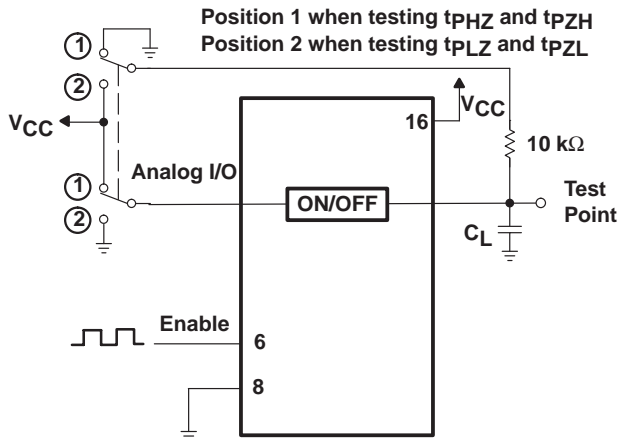 Position 1 when testing tPHZ and tPZH
Position 2 when testing tPLZ and tPZL
1
2
VCC
1
2
Analog I/O
ON/OFF
16
VCC
10 kΩ
Test
Point
CL
Enable
6
8